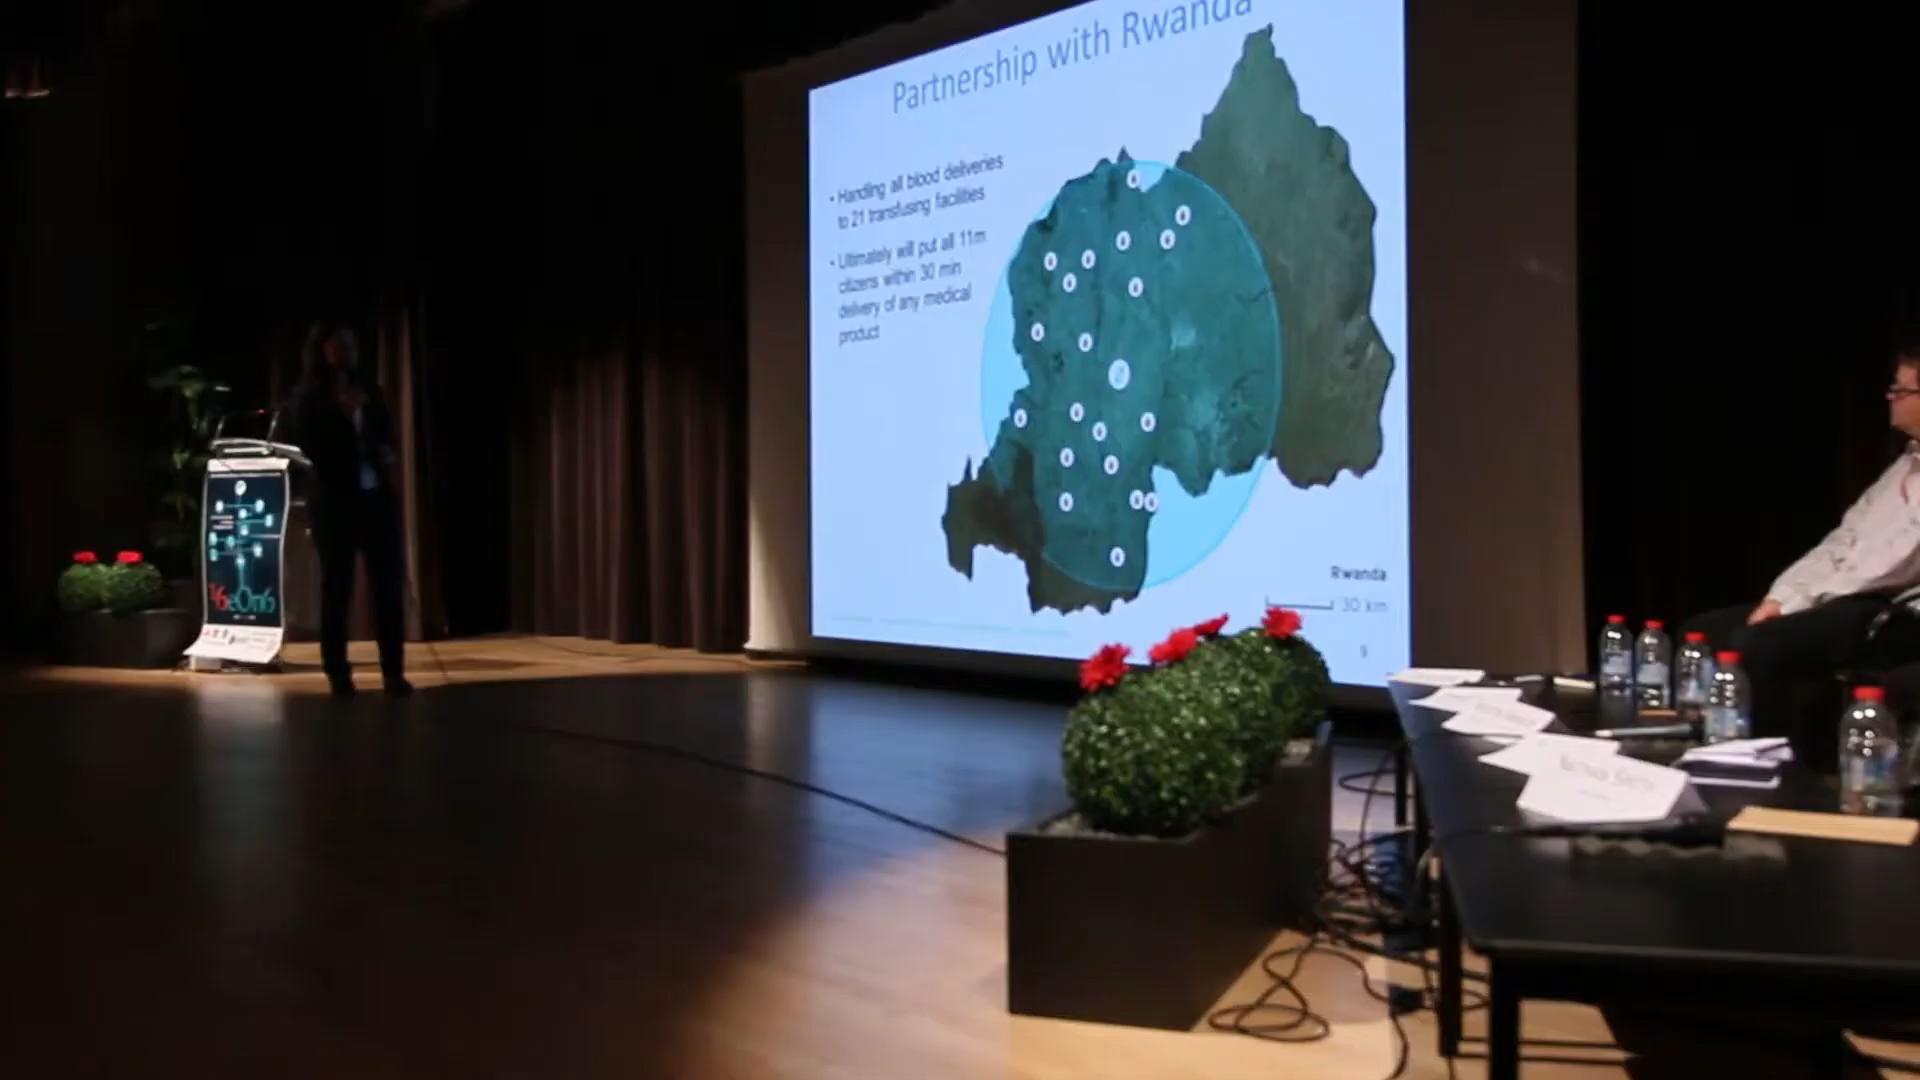 Partnership with Rwanda
• Handling all blood deliveries
to 21 transfusing facilities
• Ultimately will put all 11m
citizens within 30 min
delivery of any medical
product
Rwanda
30 km